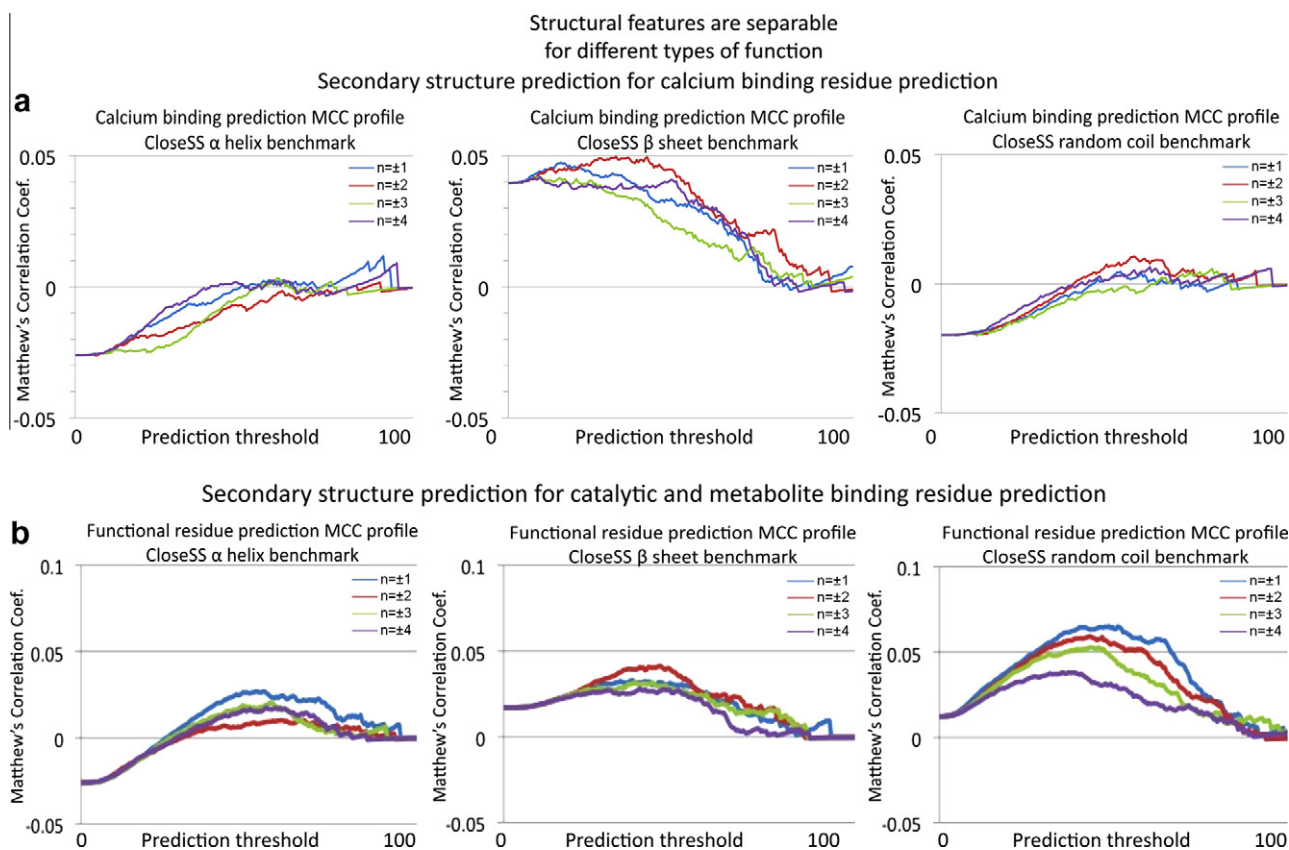 Structural features are separable
for different types of function
Secondary structure prediction for calcium binding residue prediction
a
Calcium binding prediction MCC profile
CloseSS α helix benchmark
0.05
0
-0.05
Matthew's Correlation Coef.
n=±1
n=±2
n=±3
n=±4
0
Prediction threshold
100
Calcium binding prediction MCC profile
CloseSS β sheet benchmark
0.05
0
-0.05
Matthew's Correlation Coef.
n=±1
n=±2
n=±3
n=±4
0
Prediction threshold
100
Calcium binding prediction MCC profile
CloseSS random coil benchmark
0.05
0
-0.05
Matthew's Correlation Coef.
n=±1
n=±2
n=±3
n=±4
0
Prediction threshold
100
Secondary structure prediction for catalytic and metabolite binding residue prediction
b
Functional residue prediction MCC profile
CloseSS α helix benchmark
0.1
0.05
0
-0.05
Matthew's Correlation Coef.
n=±1
n=±2
n=±3
n=±4
0
Prediction threshold
100
Functional residue prediction MCC profile
CloseSS β sheet benchmark
0.1
0.05
0
-0.05
Matthew's Correlation Coef.
n=±1
n=±2
n=±3
n=±4
0
Prediction threshold
100
Functional residue prediction MCC profile
CloseSS random coil benchmark
0.1
0.05
0
-0.05
Matthew's Correlation Coef.
n=±1
n=±2
n=±3
n=±4
0
Prediction threshold
100